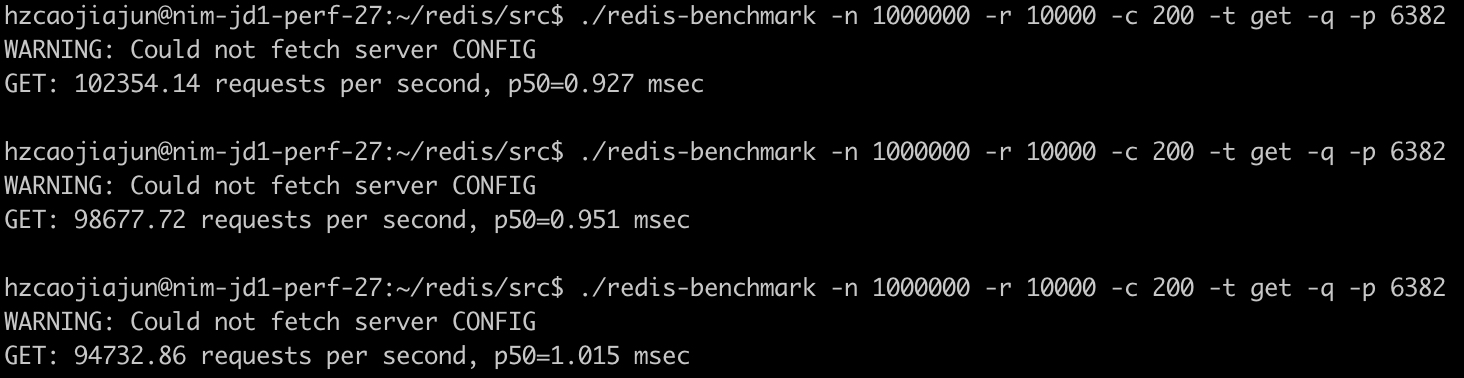 hzcaojiajun@nim-jd1-perf-27:~/redis/src$ ./redis-benchmark -n 1000000 -r 10000 -c 200 -t get -q -p 6382
WARNING: Could not fetch server CONFIG
GET: 102354.14 requests per second, p50=0.927 msec
hzcaojiajun@nim-jd1-perf-27:~/redis/src$ ./redis-benchmark -n 1000000 -r 10000 -c 200 -t get -q -p 6382
WARNING: Could not fetch server CONFIG
GET: 98677.72 requests per second, p50=0.951 msec
hzcaojiajun@nim-jd1-perf-27:~/redis/src$ ./redis-benchmark -n 1000000 -r 10000 -c 200 -t get -q -p 6382
WARNING: Could not fetch server CONFIG
GET: 94732.86 requests per second, p50=1.015 msec